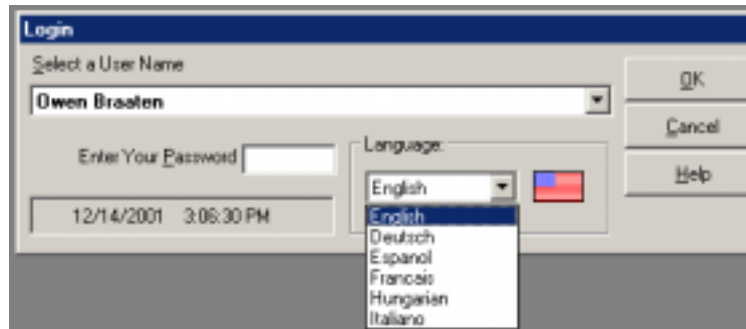 Login
Select a User Name
Owen Braaten
Enter Your Password
12/14/2001 3:06:30 PM
Language:
English
English
Deutsch
Espanol
Francais
Hungarian
Italiano
OK
Cancel
Help